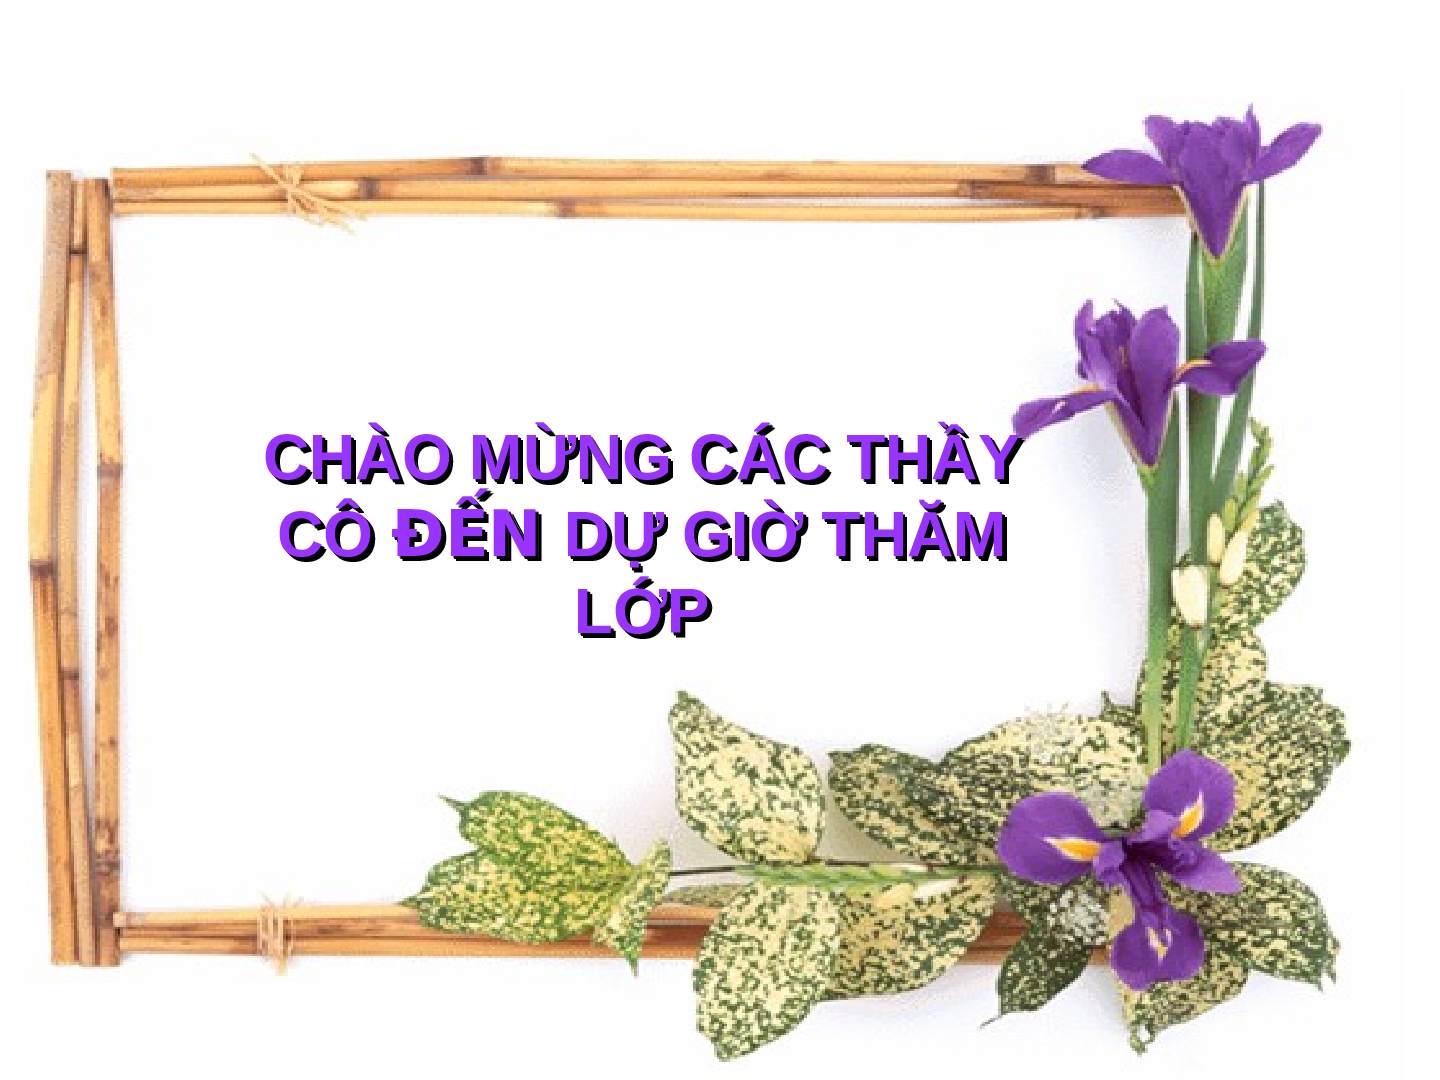 CHÀO MỪNG CÁC THẦY
CÔ ĐẾN DỰ GIỜ THĂM
LỚP